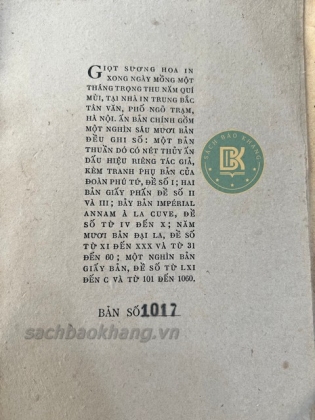 GIỌT SƯƠNG HOA IN
XONG NGÀY MỒNG MỘT
THÁNG TRỌNG THU NĂM QUÍ
MÙI, TẠI NHÀ IN TRUNG BẮC
TÂN VĂN, PHỐ NGÕ TRẠM,
HÀ NỘI. ẤN BẢN CHÍNH GỒM
MỘT NGHÌN SÁU MƯƠI BẢN
ĐỀU GHI SỐ: MỘT BẢN
THUẦN DÓ CÓ NÉT THỦY ẤN
DẤU HIỆU RIÊNG TÁC GIẢ,
KÈM TRANH PHỤ BẢN CỦA
ĐOÀN PHÚ TỨ, ĐỀ SỐ I; HAI
BẢN GIẤY PHẤN ĐỀ SỐ II
VÀ III; BẢY BẢN IMPÉRIAL
ANNAM À LA CUVE, ĐỀ
SỐ TỪ IV ĐẾN X; NĂM
MƯƠI BẢN ĐẠI LA, ĐỀ SỐ
TỪ XI ĐẾN XXX VÀ TỪ 31
ĐẾN 60; MỘT NGHÌN BẢN
GIẤY BẢN, ĐỀ SỐ TỪ LXI
ĐẾN C VÀ TỪ 101 ĐẾN 1060.
BẢN SỐ 1017
SÁCH BÁO KHANG
BK
sachbaokhang.vn